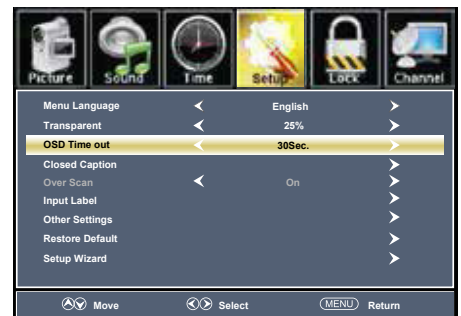 Picture Sound Time Setup Lock Channel
Menu Language English
Transparent 25%
OSD Time out 30Sec.
Closed Caption
Over Scan On
Input Label
Other Settings
Restore Default
Setup Wizard
Move Select MENU Return